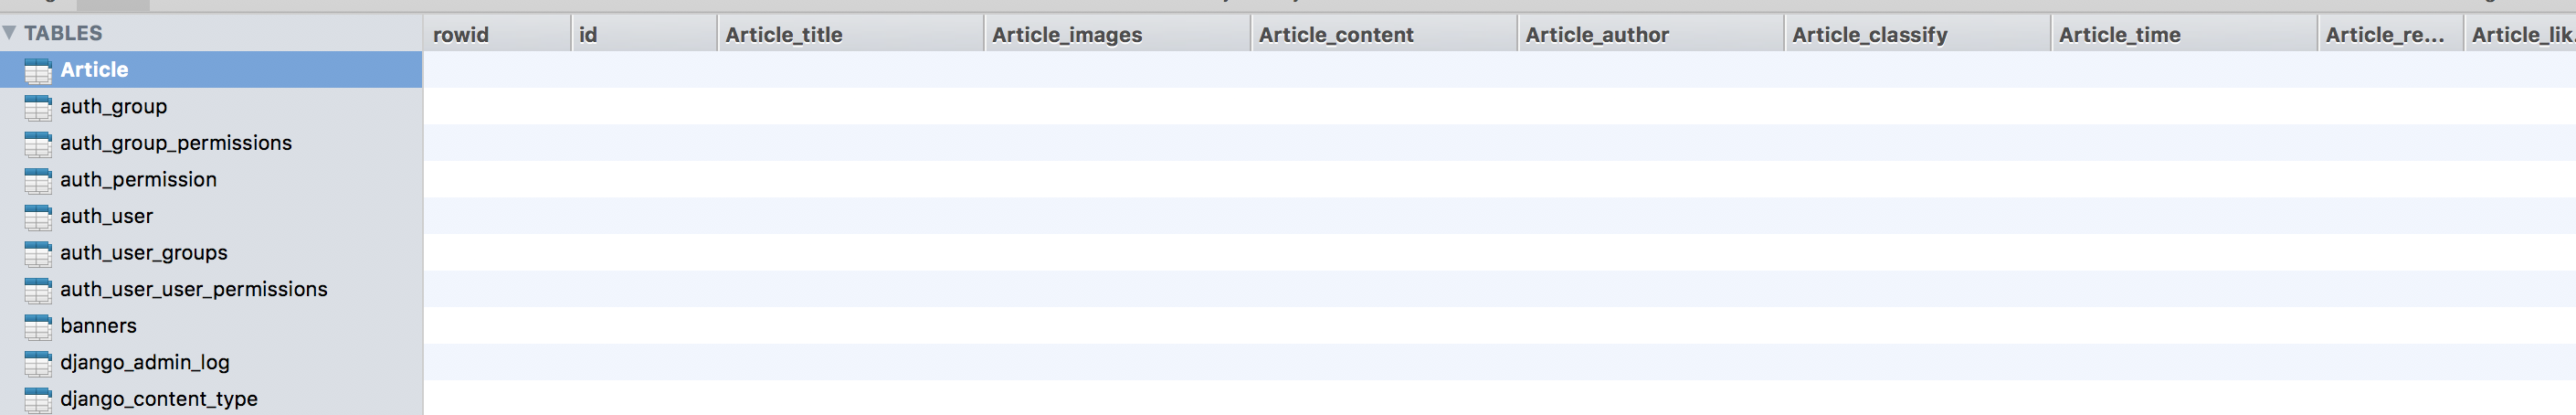 TABLES
rowid id Article_title Article_images Article_content Article_author Article_classify Article_time Article_re... Article_lik.
Article
auth_group
auth_group_permissions
auth_permission
auth_user
auth_user_groups
auth_user_user_permissions
banners
django_admin_log
django_content_type